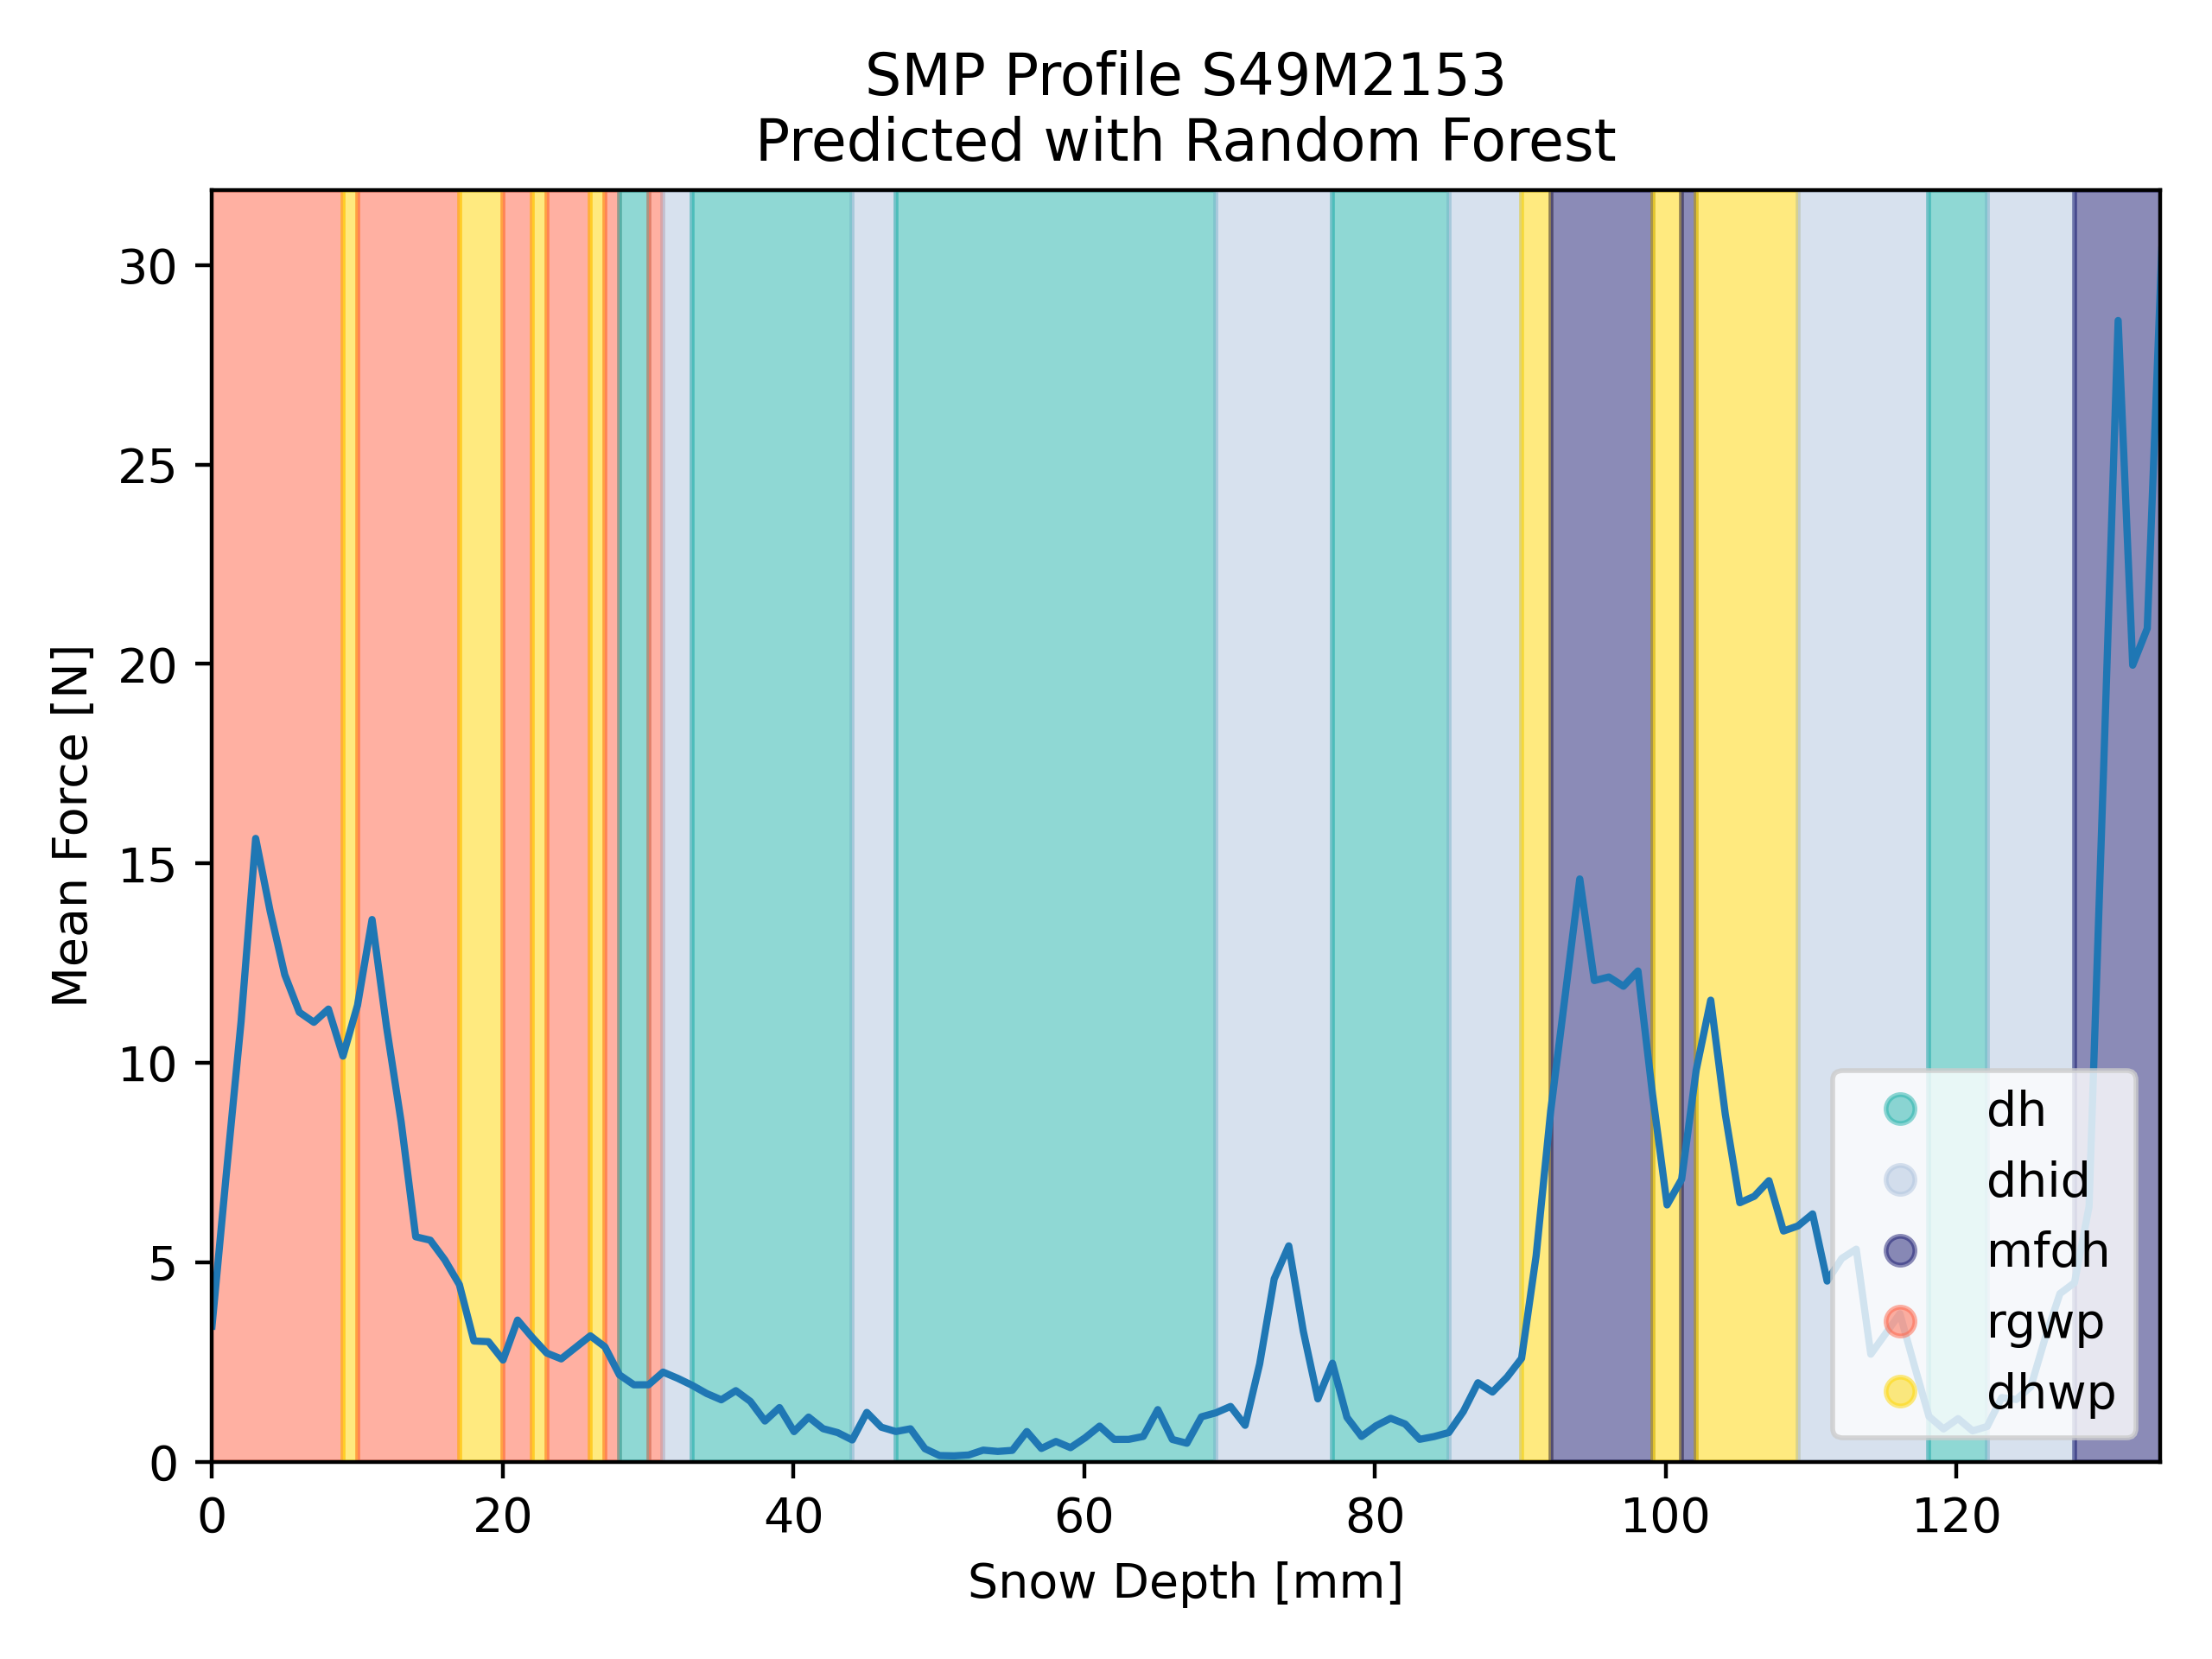 SMP Profile S49M2153
Predicted with Random Forest
Mean Force [N]
30
25
20
15
10
5
0
dh
dhid
mfdh
rgwp
dhwp
0 20 40 60 80 100 120
Snow Depth [mm]